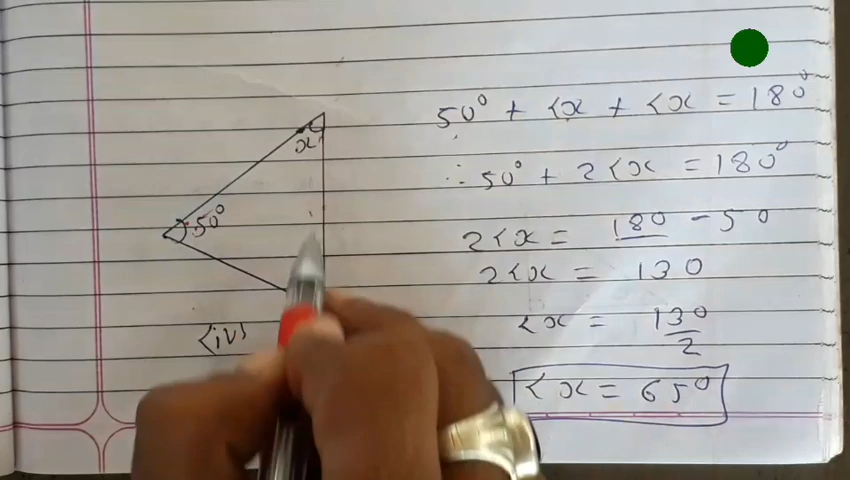 50° + <x + <x = 180°
∴ 50° + 2<x = 180°
2<x = 180 - 50
2<x = 130
<x = 130/2
<x = 65°
x
50°
(iv)